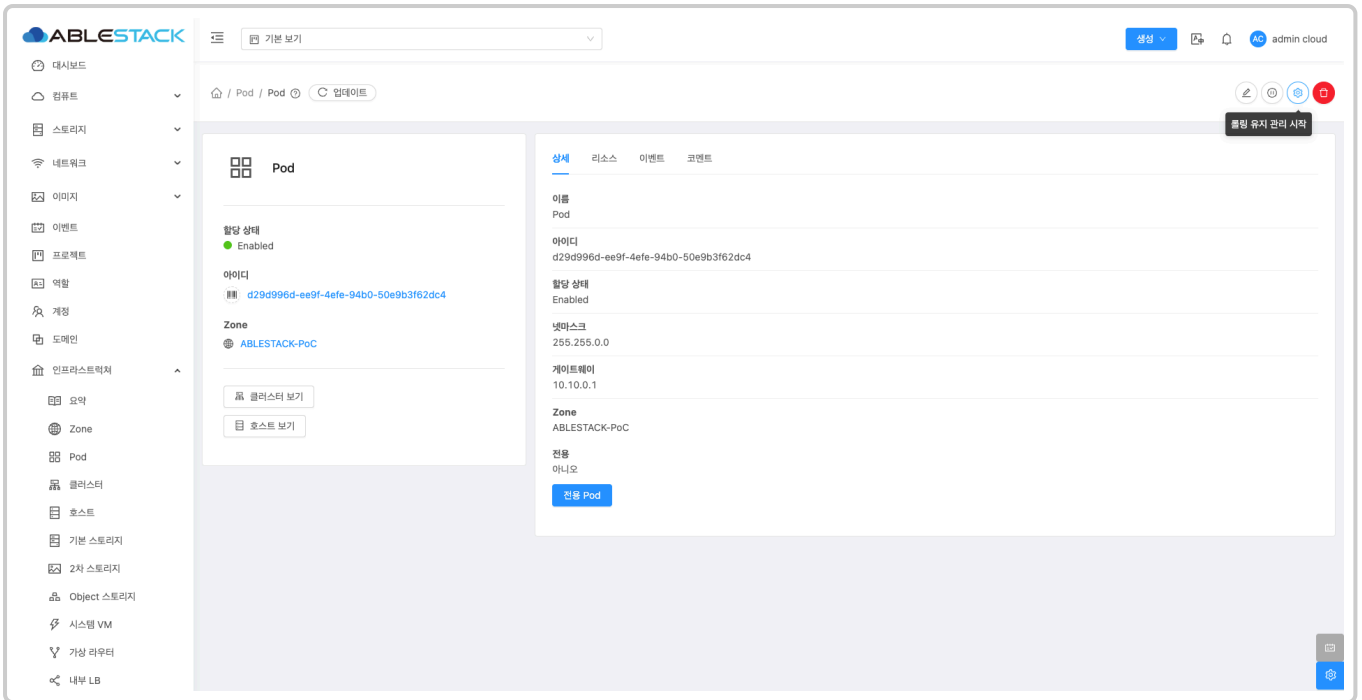 ABLESTACK
기본 보기
생성
AC admin cloud
대시보드
컴퓨트
스토리지
네트워크
이미지
이벤트
프로젝트
역할
계정
도메인
인프라스트럭쳐
요약
Zone
Pod
클러스터
호스트
기본 스토리지
2차 스토리지
Object 스토리지
시스템 VM
가상 라우터
내부 LB
/ Pod / Pod 업데이트
롤링 유지 관리 시작
Pod
할당 상태
Enabled
아이디
d29d996d-ee9f-4efe-94b0-50e9b3f62dc4
Zone
ABLESTACK-PoC
클러스터 보기
호스트 보기
상세 리소스 이벤트 코멘트
이름
Pod
아이디
d29d996d-ee9f-4efe-94b0-50e9b3f62dc4
할당 상태
Enabled
넷마스크
255.255.0.0
게이트웨이
10.10.0.1
Zone
ABLESTACK-PoC
전용
아니오
전용 Pod